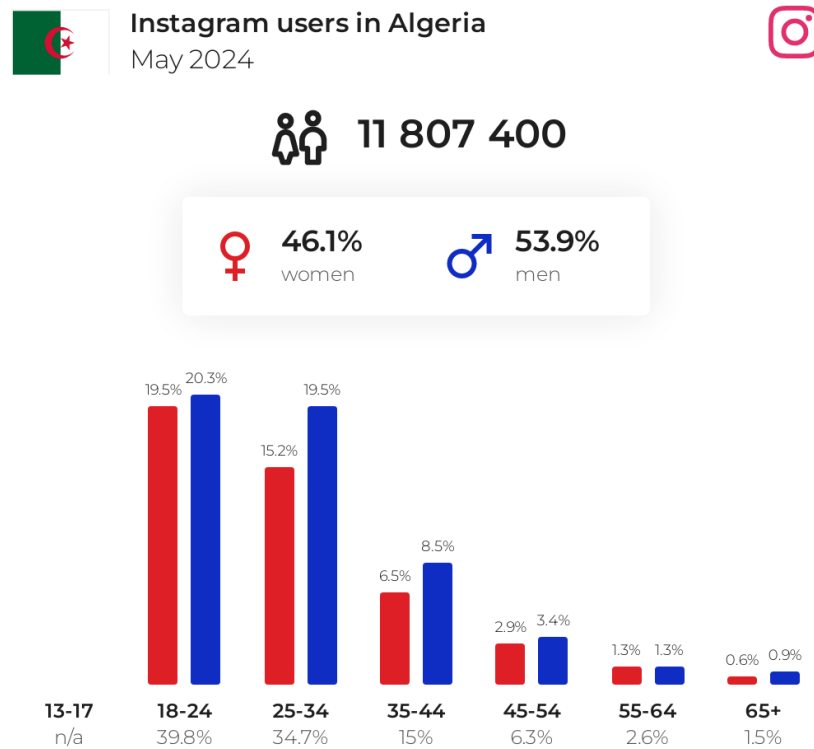 Instagram users in Algeria
May 2024
11 807 400
46.1%
women
53.9%
men
19.5% 20.3% 15.2% 19.5% 6.5% 8.5% 2.9% 3.4% 1.3% 1.3% 0.6% 0.9%
13-17 18-24 25-34 35-44 45-54 55-64 65+
n/a 39.8% 34.7% 15% 6.3% 2.6% 1.5%